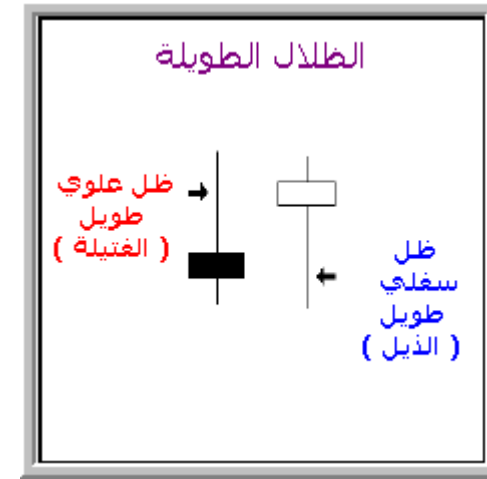 الظلال الطويلة
ظل علوي
طويل
( الفتيلة )
ظل
سفلي
طويل
( الذيل )